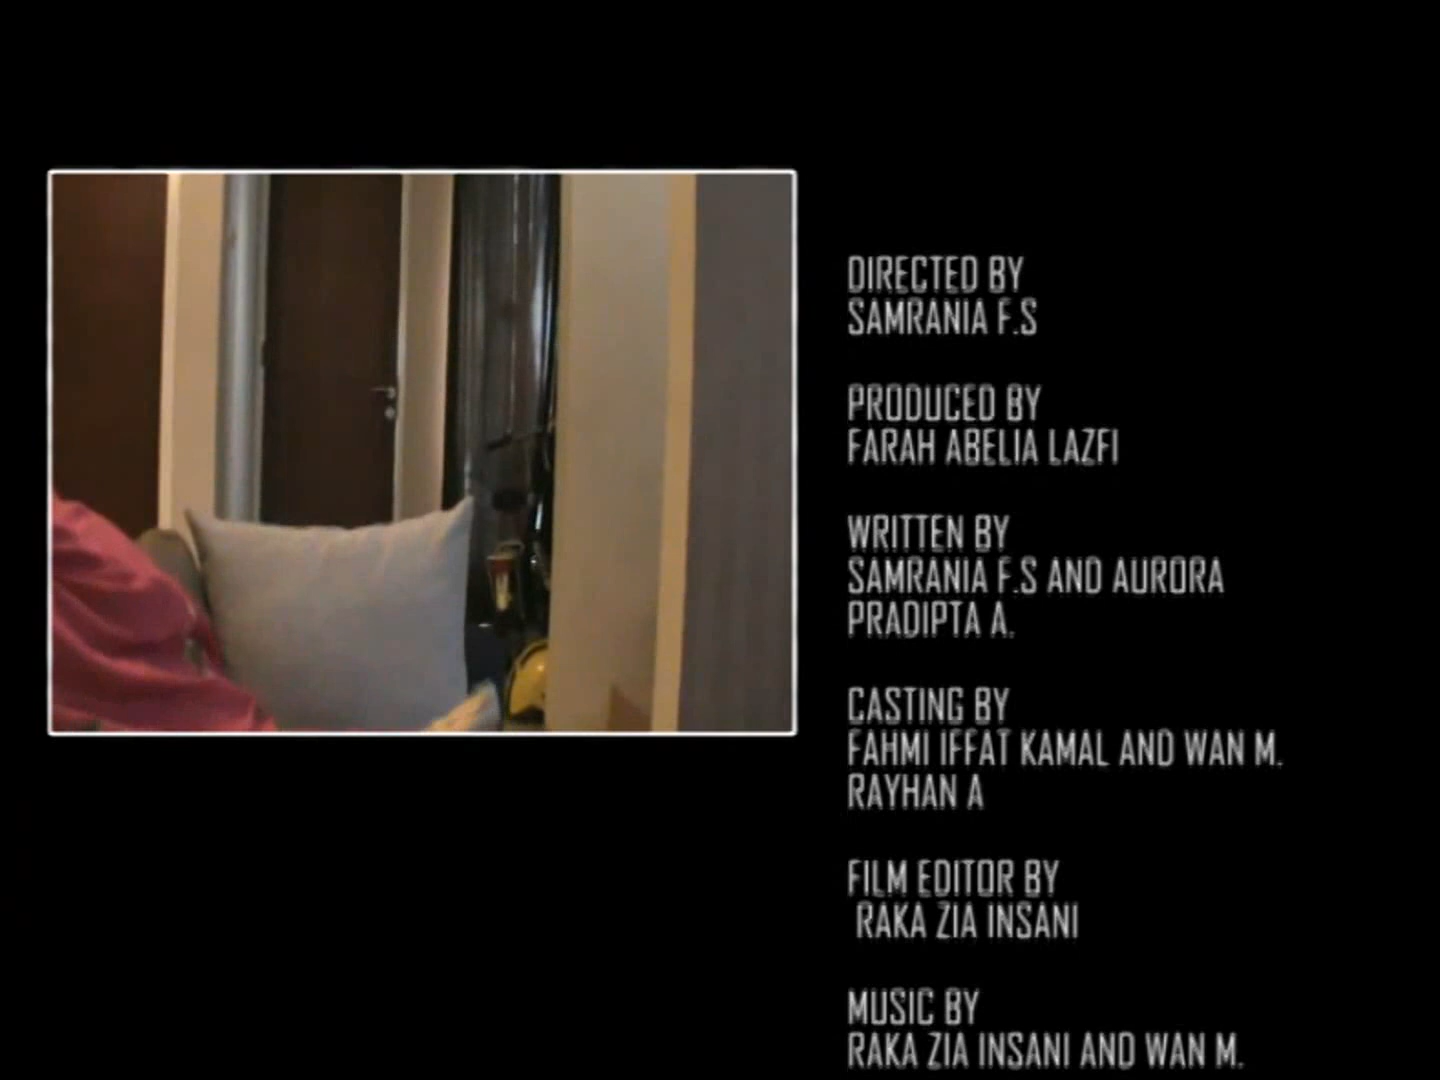 DIRECTED BY
SAMRANIA F.S
PRODUCED BY
FARAH ABELIA LAZFI
WRITTEN BY
SAMRANIA F.S AND AURORA
PRADIPTA A.
CASTING BY
FAHMI IFFAT KAMAL AND WAN M.
RAYHAN A
FILM EDITOR BY
RAKA ZIA INSANI
MUSIC BY
RAKA ZIA INSANI AND WAN M.